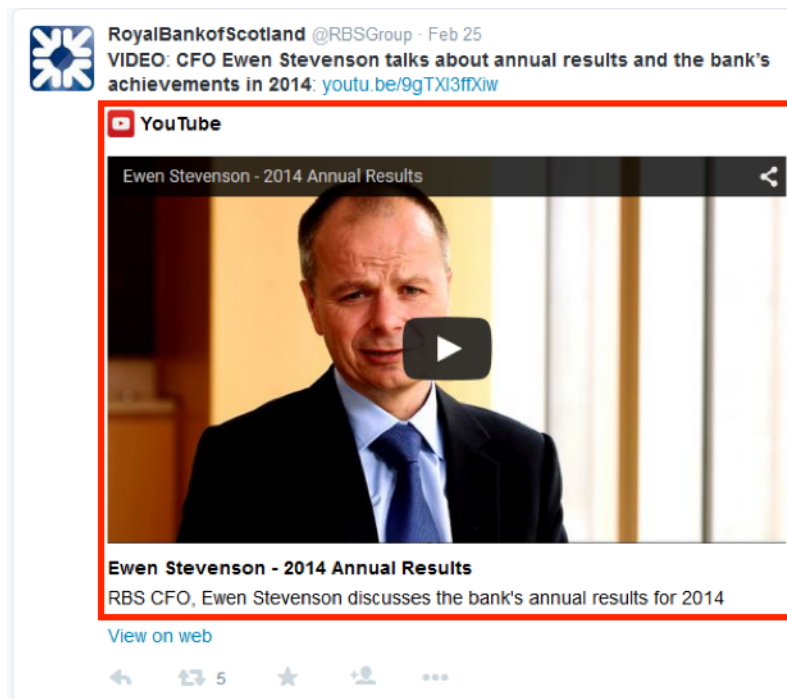 RoyalBankofScotland @RBSGroup · Feb 25
VIDEO: CFO Ewen Stevenson talks about annual results and the bank's
achievements in 2014: youtu.be/9gTXl3ffXiw
YouTube
Ewen Stevenson - 2014 Annual Results
Ewen Stevenson - 2014 Annual Results
RBS CFO, Ewen Stevenson discusses the bank's annual results for 2014
View on web
5